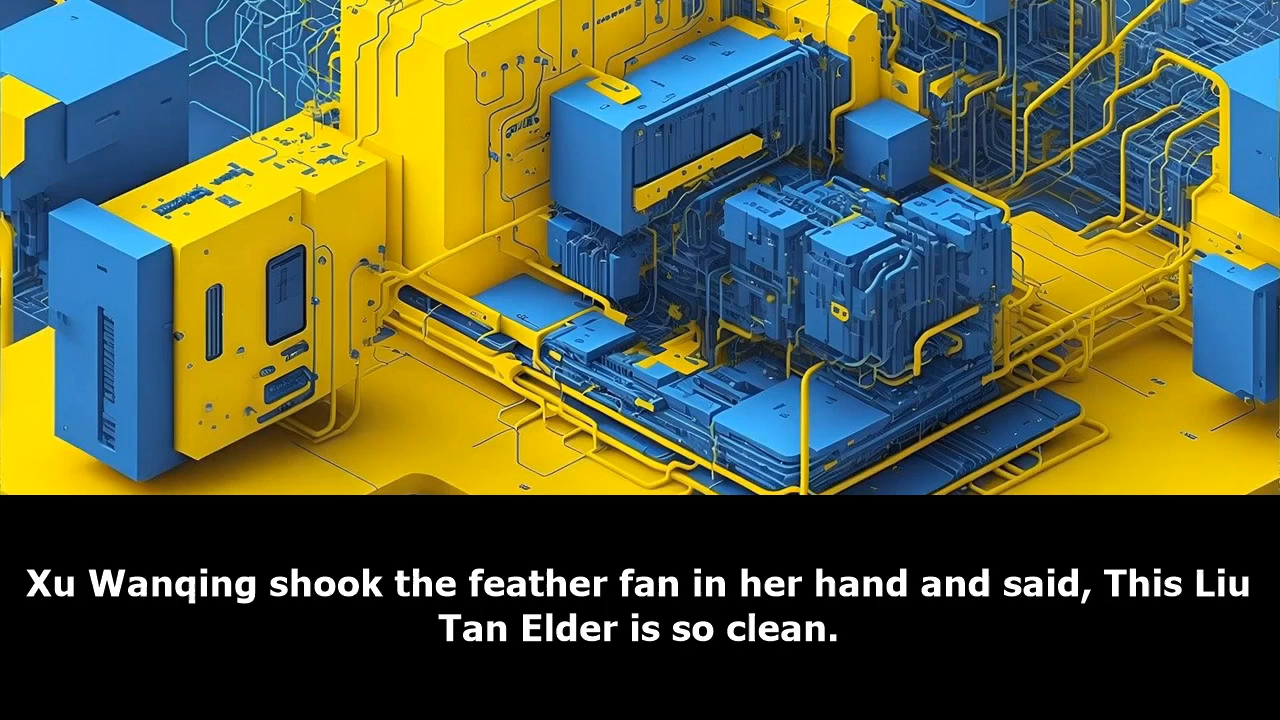 Xu Wanqing shook the feather fan in her hand and said, This Liu
Tan Elder is so clean.